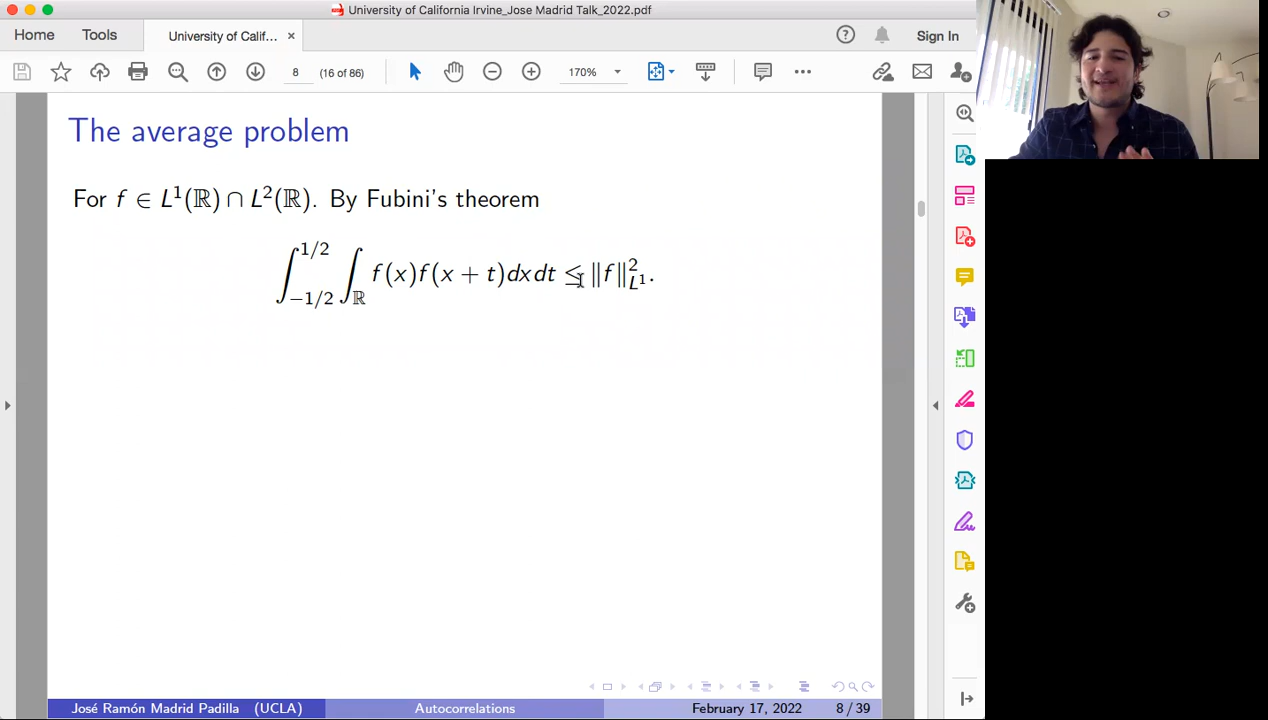 University of California Irvine_Jose Madrid Talk_2022.pdf
Home Tools University of Calif... × Sign In
8 (16 of 86) 170%
The average problem
For f ∈ L¹(ℝ) ∩ L²(ℝ). By Fubini's theorem
∫_{−1/2}^{1/2} ∫_ℝ f(x)f(x + t)dxdt ≤ ‖f‖²_{L¹}.
José Ramón Madrid Padilla (UCLA) Autocorrelations February 17, 2022 8 / 39